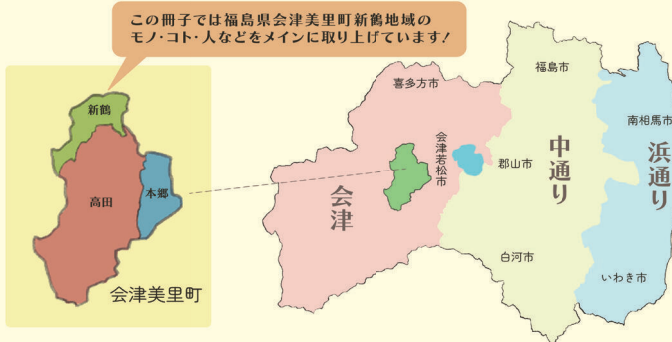 この冊子では福島県会津美里町新鶴地域の
モノ・コト・人などをメインに取り上げています!
新鶴
高田
本郷
会津美里町
喜多方市
会津若松市
会津
福島市
郡山市
中通り
白河市
南相馬市
浜通り
いわき市